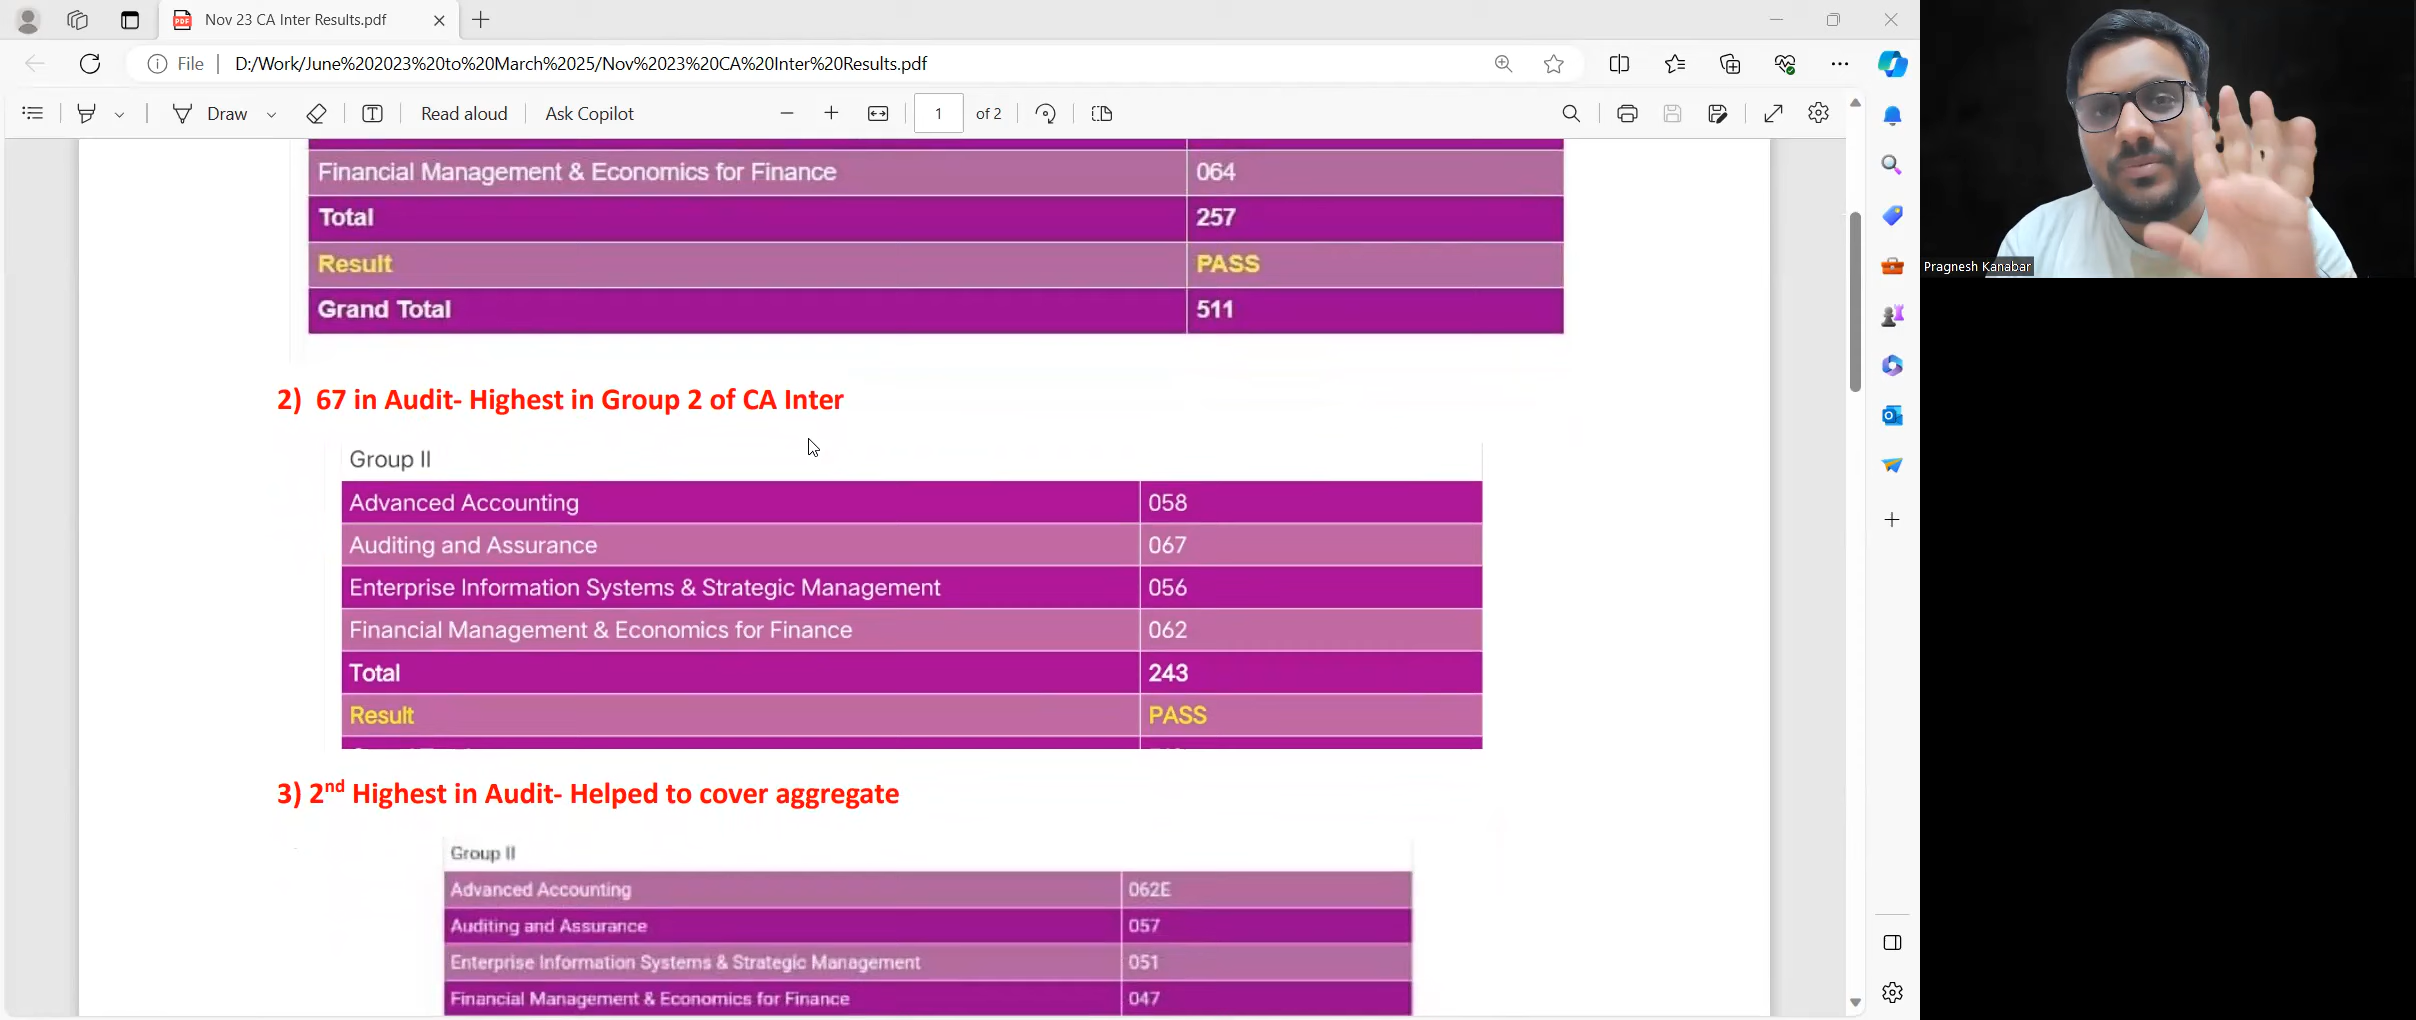 Nov 23 CA Inter Results.pdf
File
D:/Work/June%202023%20to%20March%2025/Nov%2023%20CA%20Inter%20Results.pdf
Draw
Read aloud
Ask Copilot
1
of 2
Financial Management & Economics for Finance 064
Total 257
Result PASS
Grand Total 511
2) 67 in Audit- Highest in Group 2 of CA Inter
Group II
Advanced Accounting 058
Auditing and Assurance 067
Enterprise Information Systems & Strategic Management 056
Financial Management & Economics for Finance 062
Total 243
Result PASS
3) 2nd Highest in Audit- Helped to cover aggregate
Group II
Advanced Accounting 062E
Auditing and Assurance 057
Enterprise Information Systems & Strategic Management 051
Financial Management & Economics for Finance 047
Pragnesh Kanabar